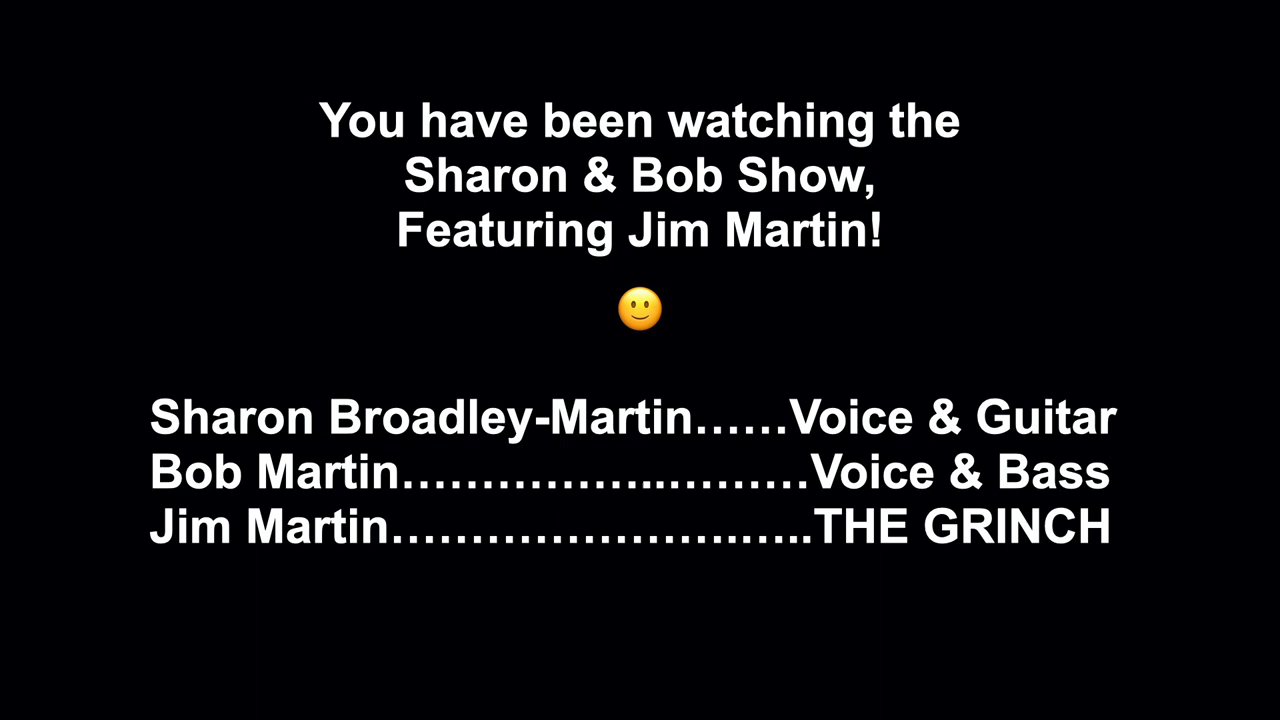 You have been watching the
Sharon & Bob Show,
Featuring Jim Martin!
🙂
Sharon Broadley-Martin……Voice & Guitar
Bob Martin……………..………Voice & Bass
Jim Martin………………….…..THE GRINCH